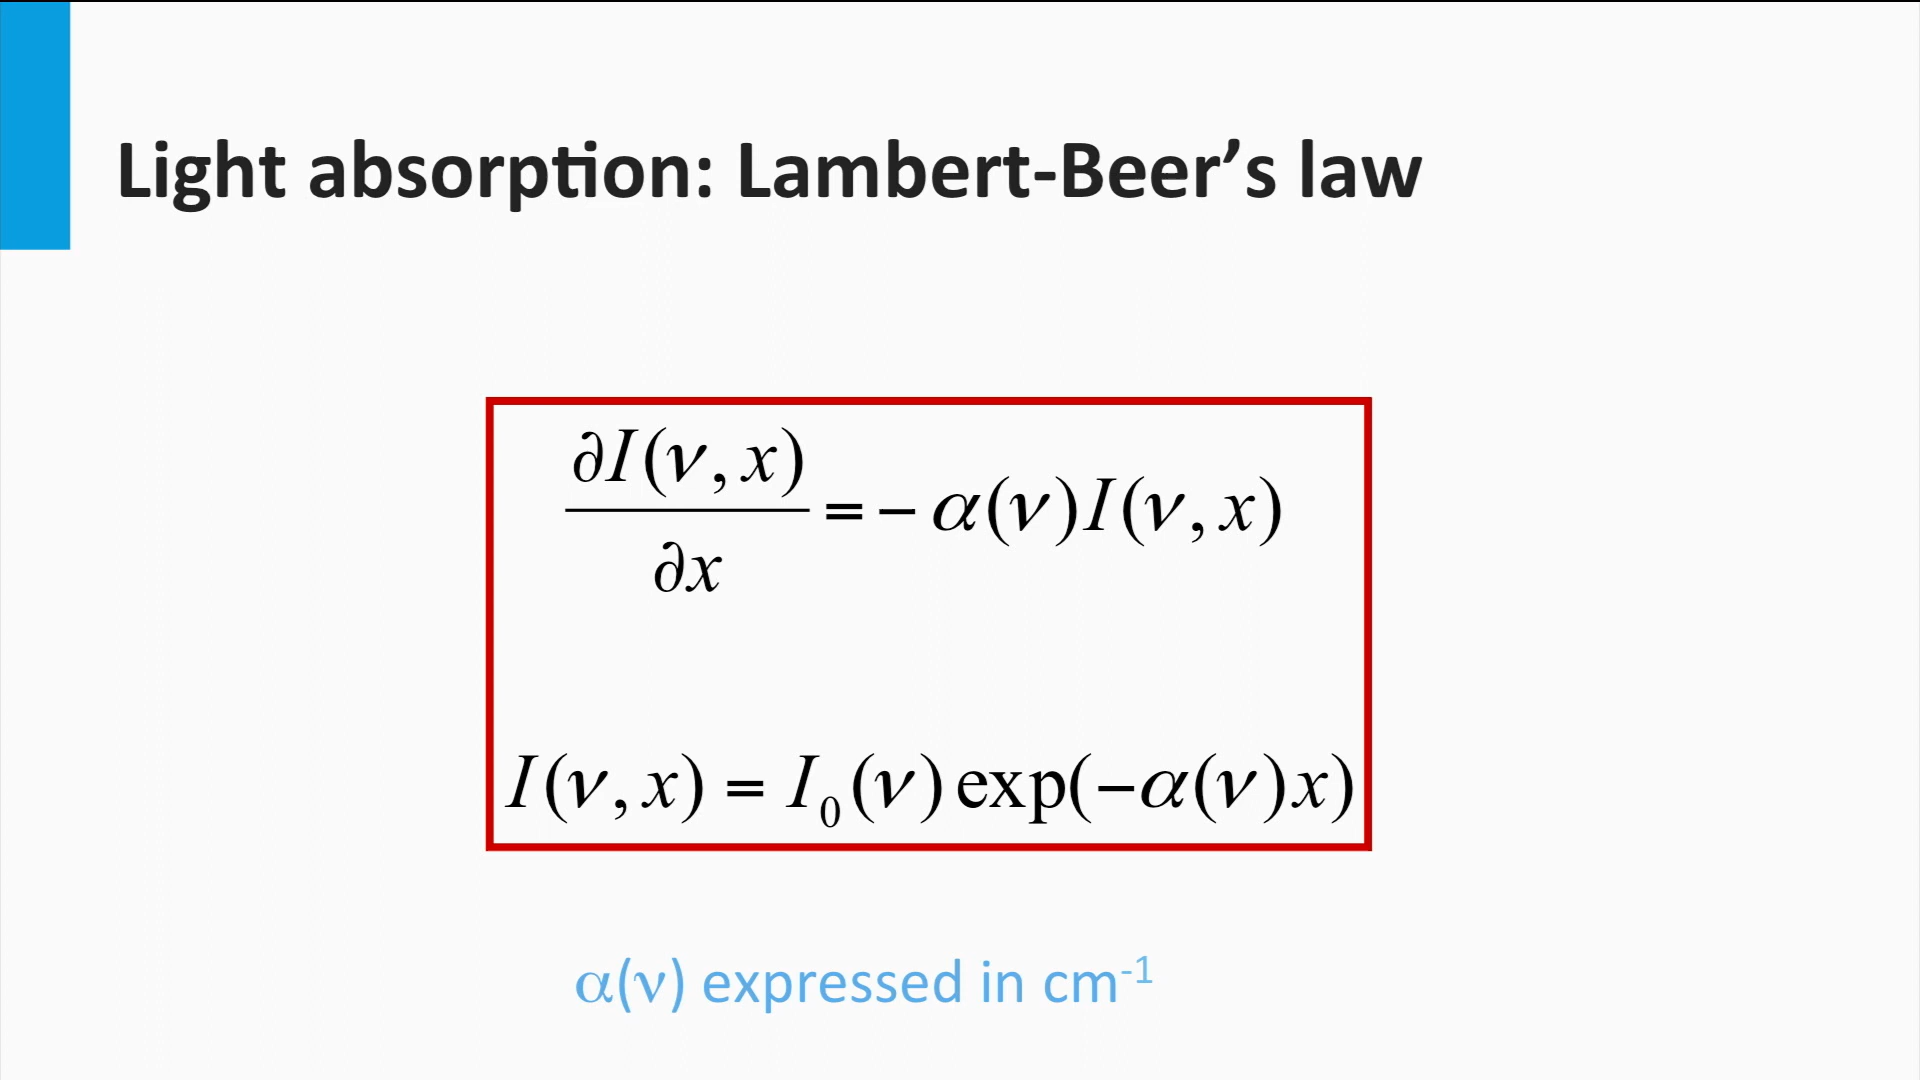 Light absorption: Lambert-Beer’s law
∂I(ν, x)
∂x
= − α(ν)I(ν, x)
I(ν, x) = I₀(ν) exp(−α(ν)x)
α(ν) expressed in cm⁻¹